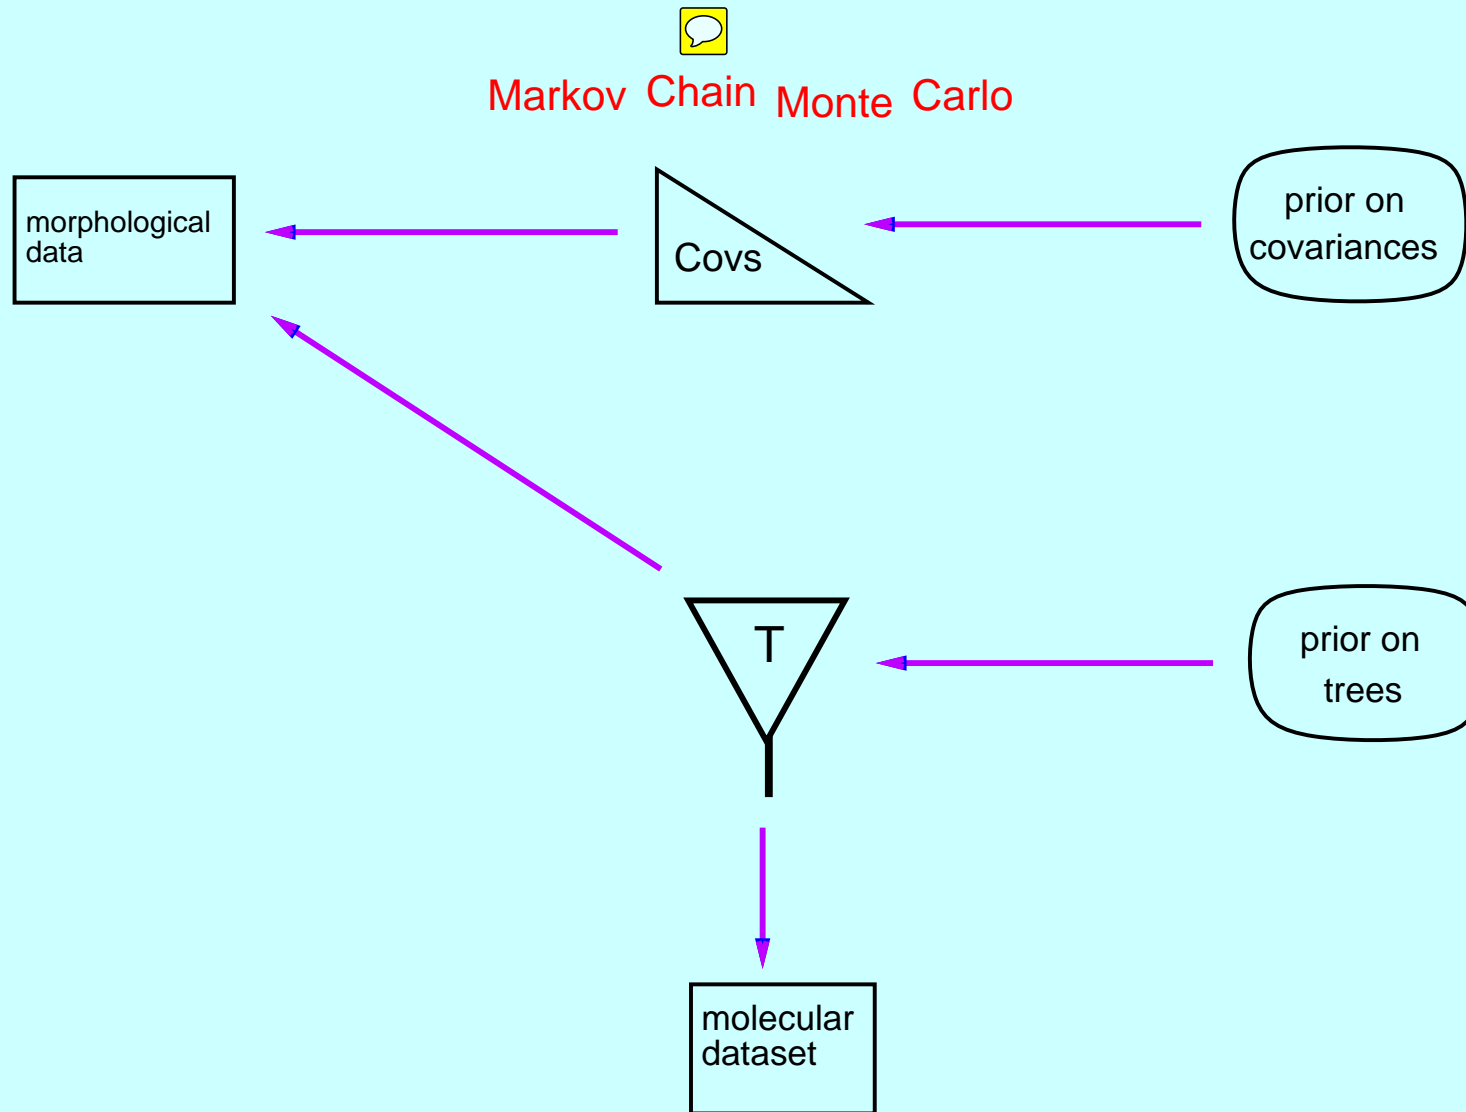 Markov Chain Monte Carlo
morphological
data
Covs
prior on
covariances
T
prior on
trees
molecular
dataset